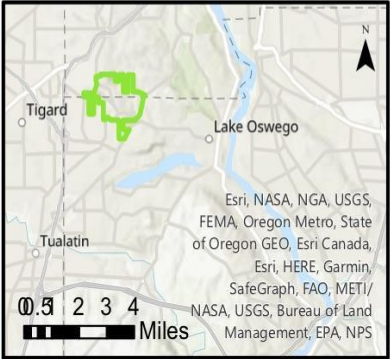 N
Tigard
Lake Oswego
Esri, NASA, NGA, USGS,
FEMA, Oregon Metro, State
of Oregon GEO, Esri Canada,
Esri, HERE, Garmin,
SafeGraph, FAO, METI/
NASA, USGS, Bureau of Land
Management, EPA, NPS
Tualatin
0 0.5 1 2 3 4
Miles